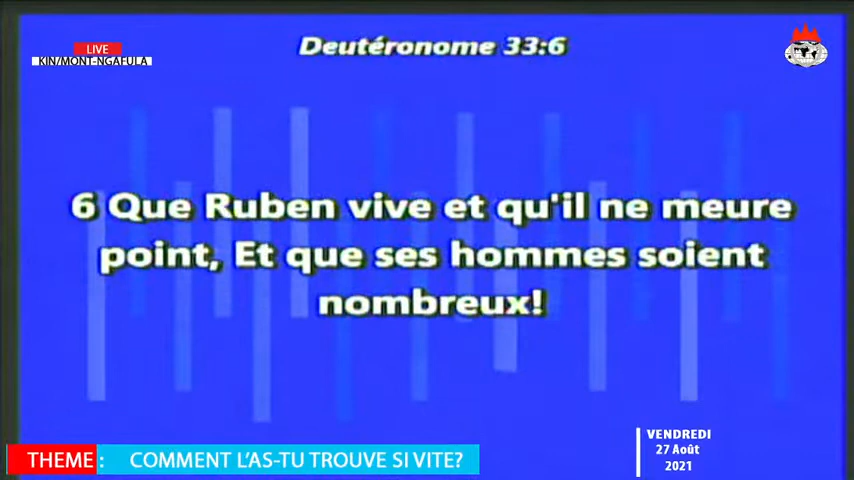 Deutéronome 33:6
LIVE
KIN/MONT-NGAFULA
6 Que Ruben vive et qu'il ne meure
point, Et que ses hommes soient
nombreux!
THEME : COMMENT L'AS-TU TROUVE SI VITE?
VENDREDI
27 Août
2021